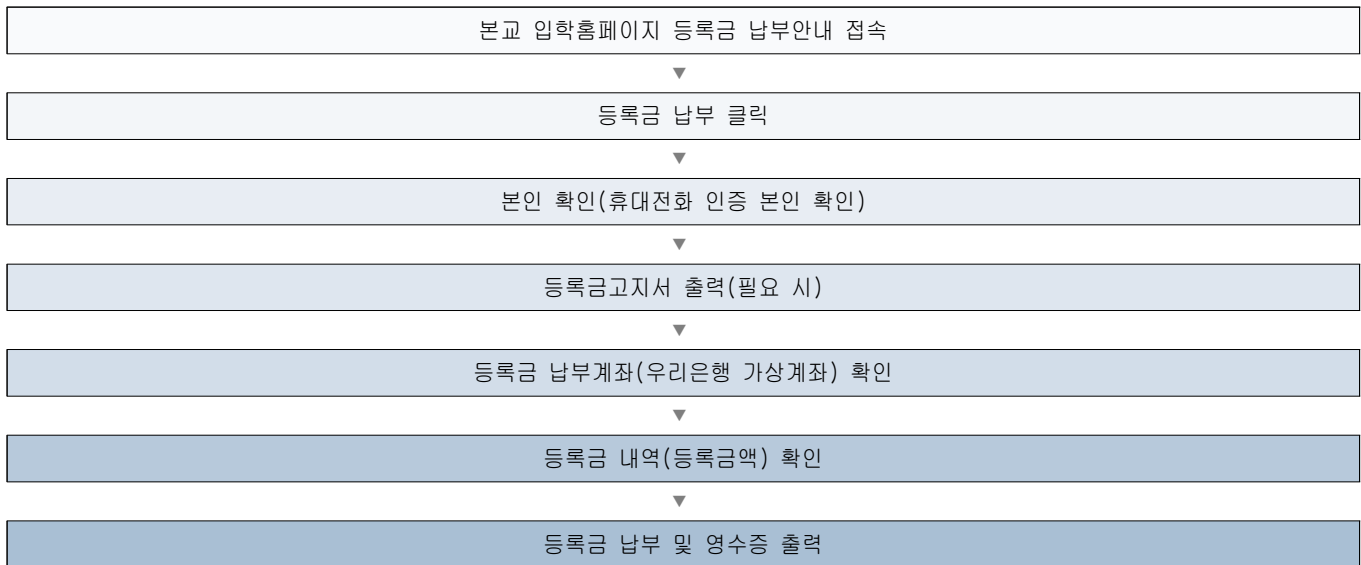 본교 입학홈페이지 등록금 납부안내 접속
▼
등록금 납부 클릭
▼
본인 확인(휴대전화 인증 본인 확인)
▼
등록금고지서 출력(필요 시)
▼
등록금 납부계좌(우리은행 가상계좌) 확인
▼
등록금 내역(등록금액) 확인
▼
등록금 납부 및 영수증 출력